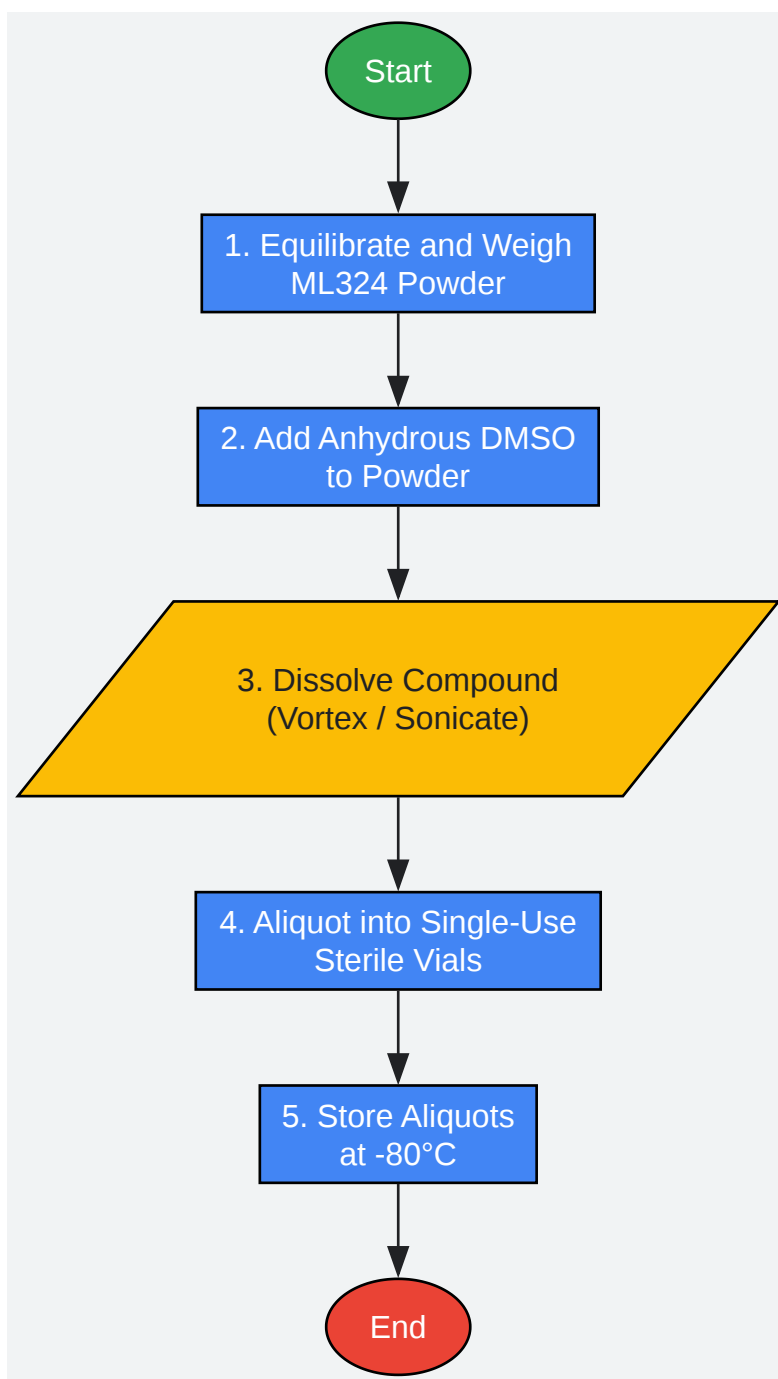 Start
1. Equilibrate and Weigh
ML324 Powder
2. Add Anhydrous DMSO
to Powder
3. Dissolve Compound
(Vortex / Sonicate)
4. Aliquot into Single-Use
Sterile Vials
5. Store Aliquots
at -80°C
End